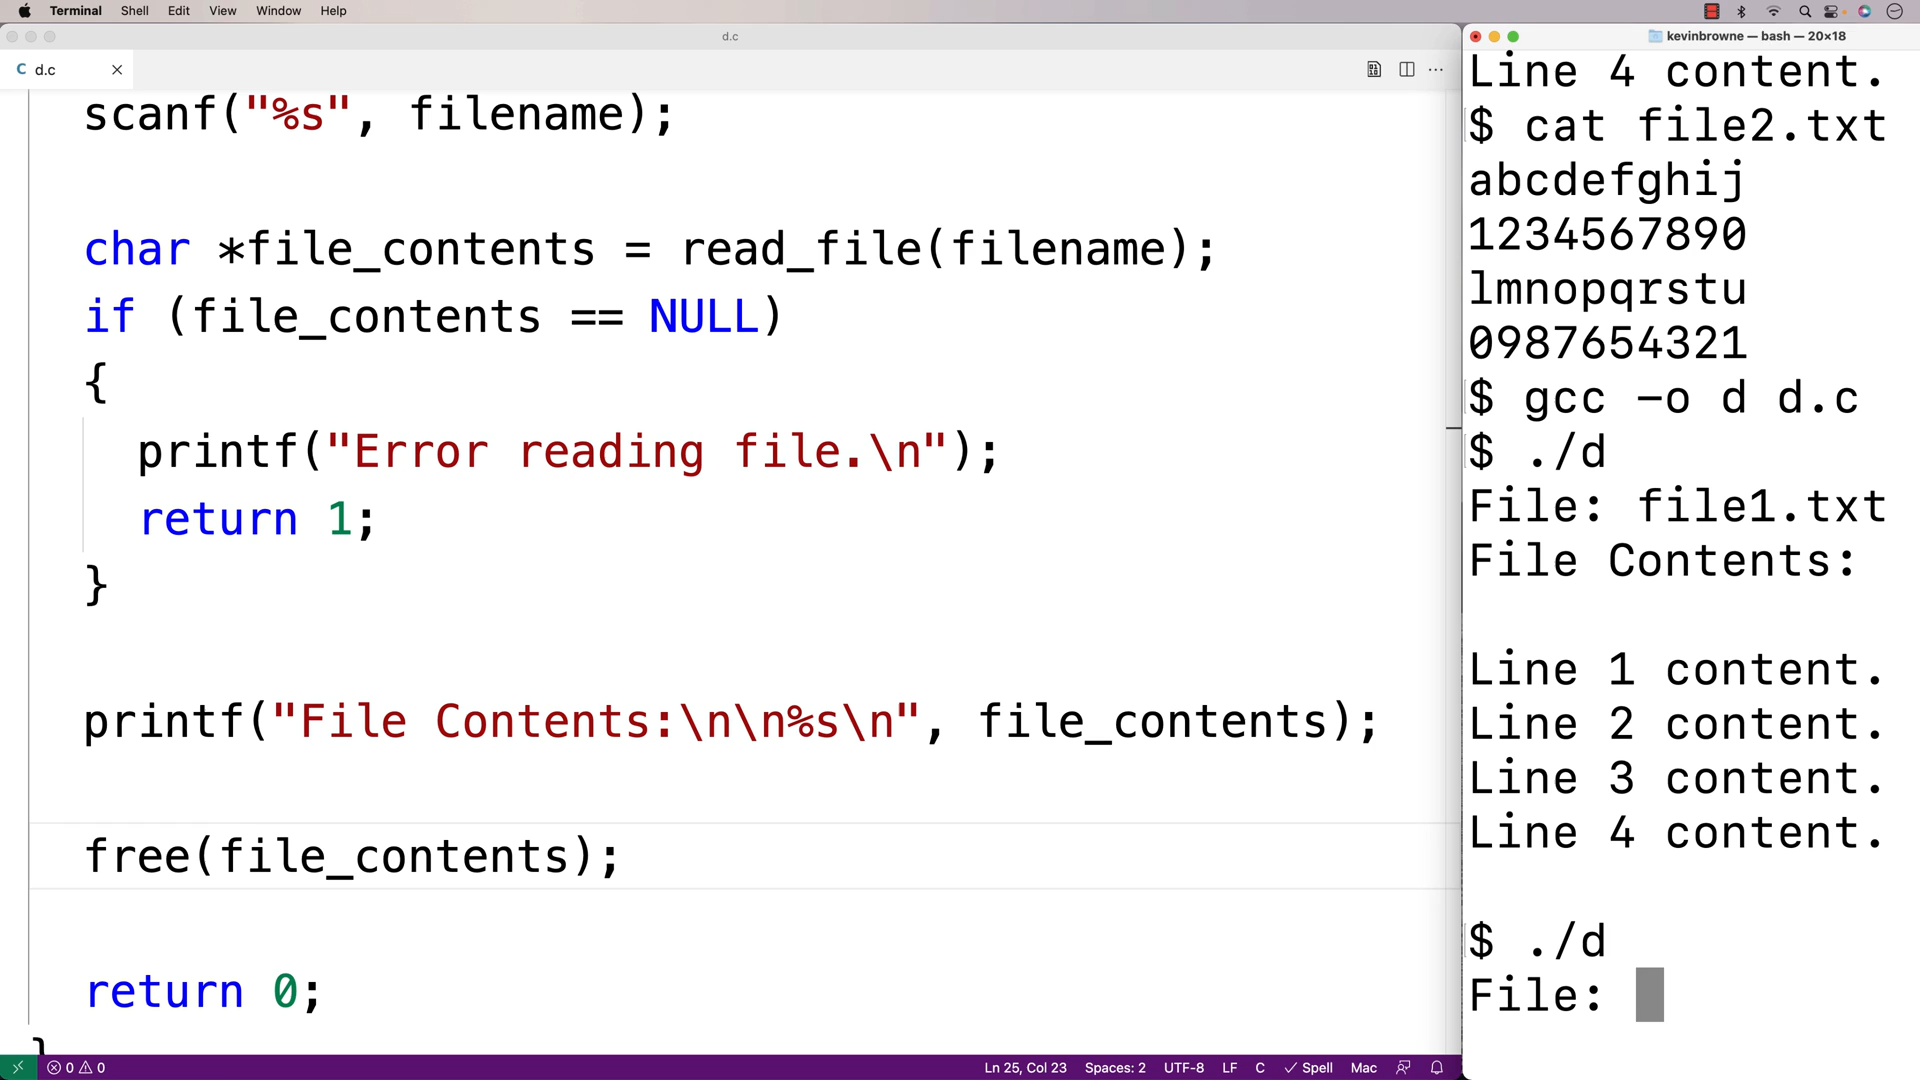 Terminal Shell Edit View Window Help
d.c
C d.c
scanf("%s", filename);
char *file_contents = read_file(filename);
if (file_contents == NULL)
{
printf("Error reading file.\n");
return 1;
}
printf("File Contents:\n\n%s\n", file_contents);
free(file_contents);
return 0;
}
0 0 Ln 25, Col 23 Spaces: 2 UTF-8 LF C Spell Mac
kevinbrowne — bash — 20×18
Line 4 content.
$ cat file2.txt
abcdefghij
1234567890
lmnopqrstu
0987654321
$ gcc -o d d.c
$ ./d
File: file1.txt
File Contents:
Line 1 content.
Line 2 content.
Line 3 content.
Line 4 content.
$ ./d
File: